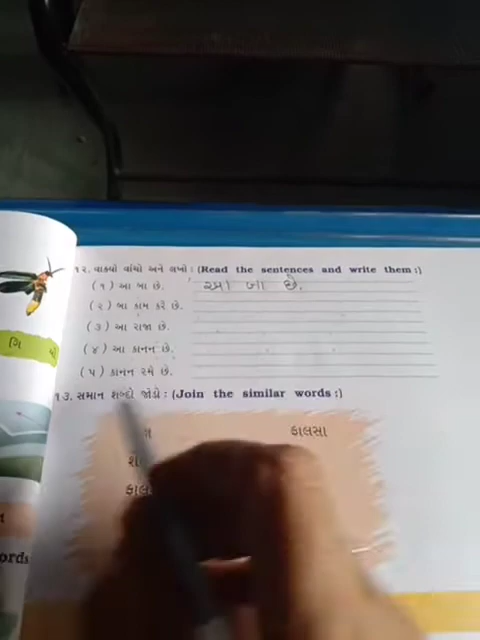 ૧૨. વાક્યો વાંચો અને લખો : (Read the sentences and write them :)
(૧) આ બા છે. આ બા છે.
(૨) બા કામ કરે છે.
(૩) આ રાજા છે.
(૪) આ કાનન છે.
(૫) કાનન રમે છે.
૧૩. સમાન શબ્દો જોડો : (Join the similar words :)
ફાલસા
ગિ
ords